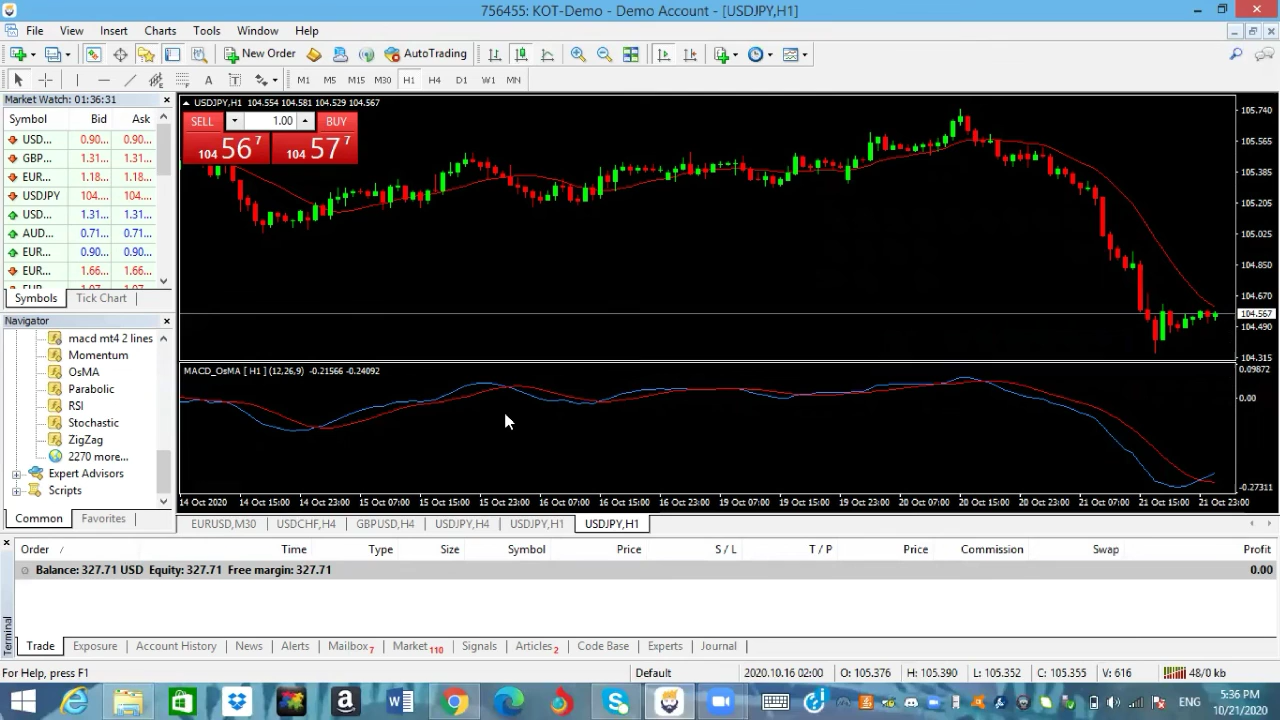 756455: KOT-Demo - Demo Account - [USDJPY,H1]
File View Insert Charts Tools Window Help
New Order AutoTrading
M1 M5 M15 M30 H1 H4 D1 W1 MN
Market Watch: 01:36:31
Symbol Bid Ask
USD... 0.90... 0.90...
GBP... 1.31... 1.31...
EUR... 1.18... 1.18...
USDJPY 104.... 104....
USD... 1.31... 1.31...
AUD... 0.71... 0.71...
EUR... 0.90... 0.90...
EUR... 1.66... 1.66...
Symbols Tick Chart
Navigator
macd mt4 2 lines
Momentum
OsMA
Parabolic
RSI
Stochastic
ZigZag
2270 more...
Expert Advisors
Scripts
Common Favorites
USDJPY,H1 104.554 104.581 104.529 104.567
SELL 1.00 BUY
104 56 7 104 57 7
105.740
105.565
105.385
105.205
105.025
104.850
104.670
104.567
104.490
104.315
MACD_OsMA [ H1 ] (12,26,9) -0.21566 -0.24092
0.09872
0.00
-0.27311
14 Oct 2020 14 Oct 15:00 14 Oct 23:00 15 Oct 07:00 15 Oct 15:00 15 Oct 23:00 16 Oct 07:00 16 Oct 15:00 16 Oct 23:00 19 Oct 07:00 19 Oct 15:00 19 Oct 23:00 20 Oct 07:00 20 Oct 15:00 20 Oct 23:00 21 Oct 07:00 21 Oct 15:00 21 Oct 23:00
EURUSD,M30 USDCHF,H4 GBPUSD,H4 USDJPY,H4 USDJPY,H1 USDJPY,H1
Order / Time Type Size Symbol Price S / L T / P Price Commission Swap Profit
Balance: 327.71 USD Equity: 327.71 Free margin: 327.71 0.00
Terminal
Trade Exposure Account History News Alerts Mailbox 7 Market 110 Signals Articles 2 Code Base Experts Journal
For Help, press F1 Default 2020.10.16 02:00 O: 105.376 H: 105.390 L: 105.352 C: 105.355 V: 616 48/0 kb
ENG
5:36 PM
10/21/2020